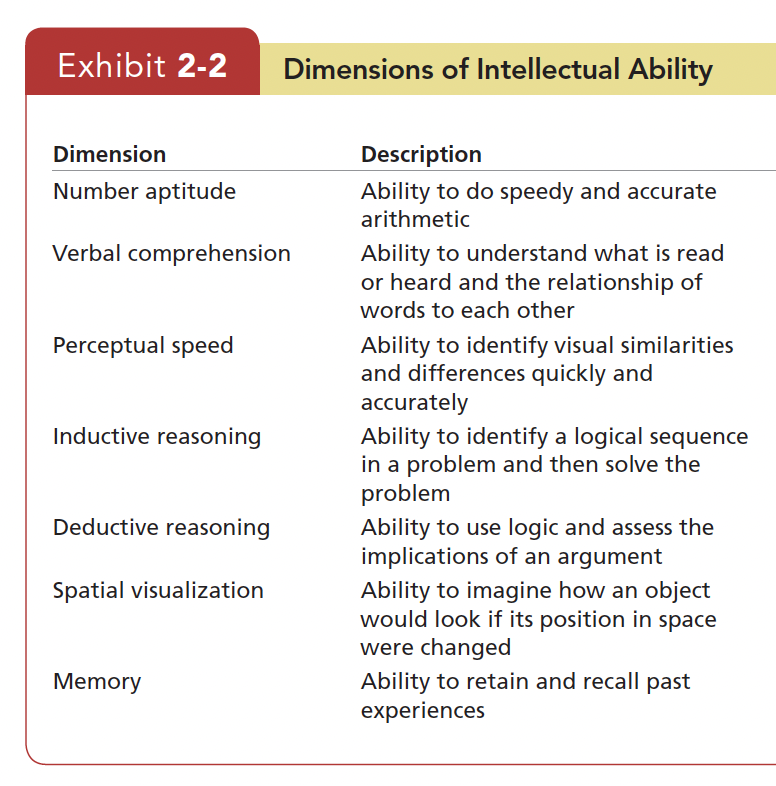 Exhibit 2-2 Dimensions of Intellectual Ability
Dimension Description
Number aptitude Ability to do speedy and accurate
arithmetic
Verbal comprehension Ability to understand what is read
or heard and the relationship of
words to each other
Perceptual speed Ability to identify visual similarities
and differences quickly and
accurately
Inductive reasoning Ability to identify a logical sequence
in a problem and then solve the
problem
Deductive reasoning Ability to use logic and assess the
implications of an argument
Spatial visualization Ability to imagine how an object
would look if its position in space
were changed
Memory Ability to retain and recall past
experiences